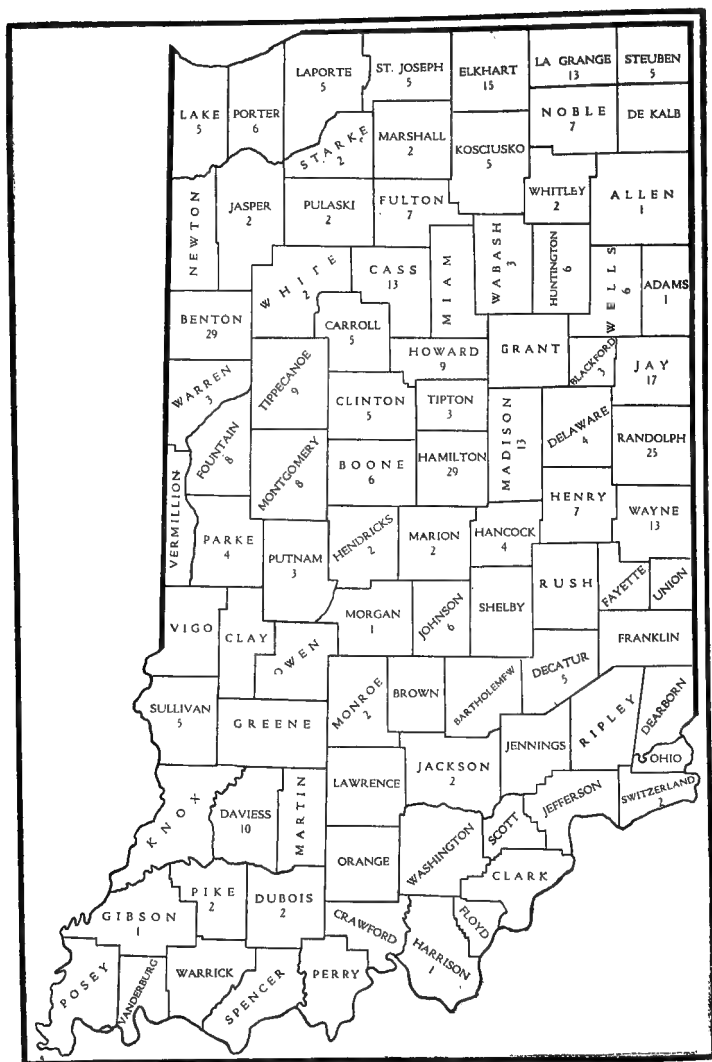 LAPORTE
5
ST. JOSEPH
5
ELKHART
15
LA GRANGE
13
STEUBEN
5
LAKE
5
PORTER
6
STARKE
2
MARSHALL
2
KOSCIUSKO
5
NOBLE
7
DE KALB
NEWTON
JASPER
2
PULASKI
2
FULTON
7
WHITLEY
2
ALLEN
1
WHITE
2
CASS
13
MIAM
WABASH
3
HUNTINGTON
6
WELLS
6
ADAMS
1
BENTON
29
CARROLL
5
HOWARD
9
GRANT
BLACKFORD
3
JAY
17
WARREN
3
TIPPECANOE
9
CLINTON
5
TIPTON
3
MADISON
13
DELAWARE
4
RANDOLPH
25
FOUNTAIN
8
MONTGOMERY
8
BOONE
6
HAMILTON
29
HENRY
7
WAYNE
13
VERMILLION
PARKE
4
PUTNAM
3
HENDRICKS
2
MARION
2
HANCOCK
4
RUSH
FAYETTE
UNION
VIGO
CLAY
OWEN
MORGAN
1
JOHNSON
6
SHELBY
FRANKLIN
SULLIVAN
5
GREENE
MONROE
2
BROWN
BARTHOLMEW
DECATUR
5
RIPLEY
DEARBORN
JENNINGS
OHIO
KNOX
DAVIESS
10
MARTIN
LAWRENCE
JACKSON
2
JEFFERSON
SWITZERLAND
2
ORANGE
WASHINGTON
SCOTT
CLARK
GIBSON
1
PIKE
2
DUBOIS
2
CRAWFORD
HARRISON
1
FLOYD
POSEY
VANDERBURG
WARRICK
SPENCER
PERRY